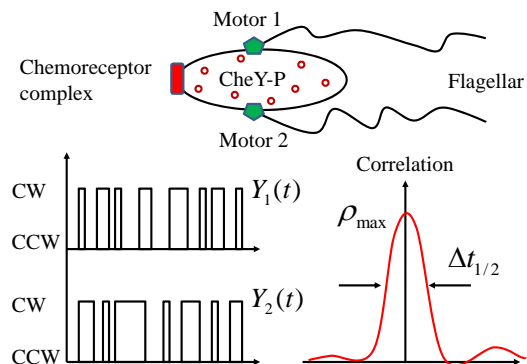 Motor 1
Chemoreceptor
complex
CheY-P
Flagellar
Motor 2
CW
Y₁(t)
CCW
CW
Y₂(t)
CCW
Correlation
ρmax
Δt1/2